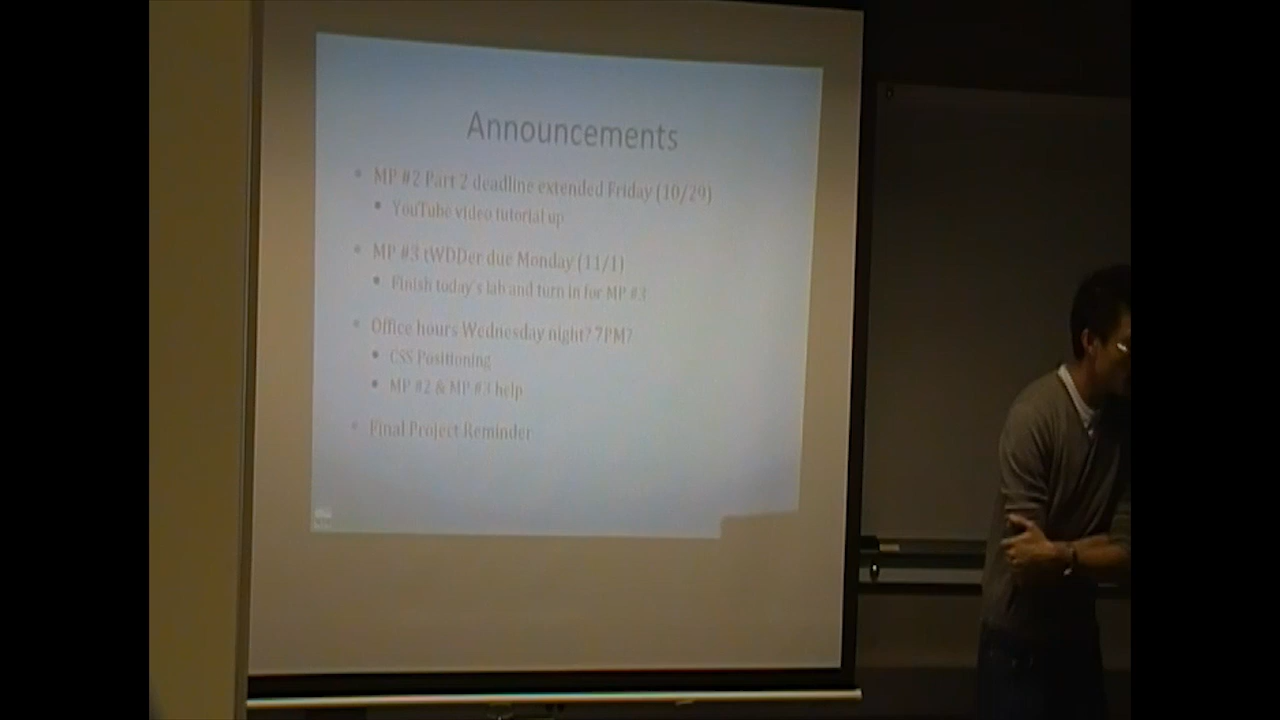 Announcements
• MP #2 Part 2 deadline extended Friday (10/29)
• YouTube video tutorial up
• MP #3 tWDDer due Monday (11/1)
• Finish today's lab and turn in for MP #3
• Office hours Wednesday night? 7PM?
• CSS Positioning
• MP #2 & MP #3 help
• Final Project Reminder